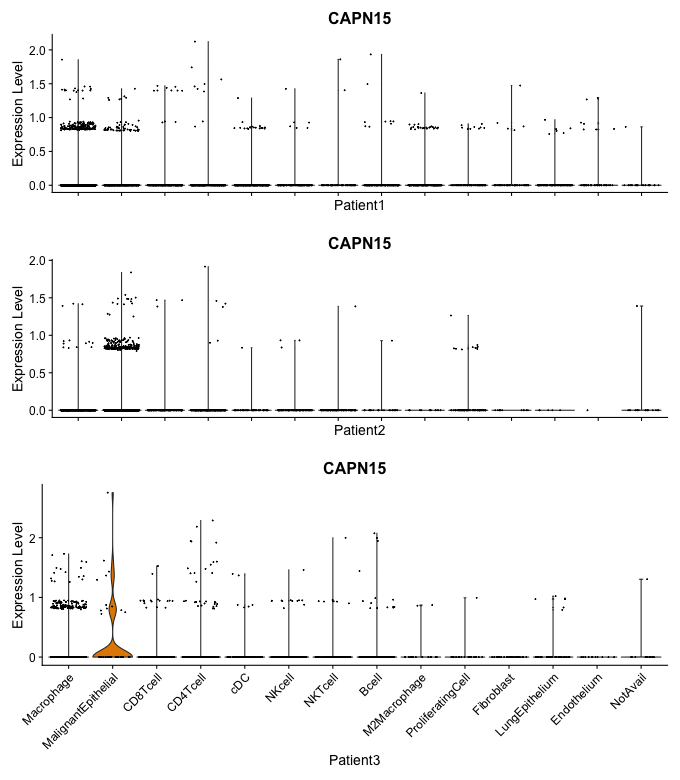 CAPN15
Expression Level
2.0
1.5
1.0
0.5
0.0
Patient1
CAPN15
Expression Level
2.0
1.5
1.0
0.5
0.0
Patient2
CAPN15
Expression Level
2
1
0
Macrophage
MalignantEpithelial
CD8Tcell
CD4Tcell
cDC
NKcell
NKTcell
Bcell
M2Macrophage
ProliferatingCell
Fibroblast
LungEpithelium
Endothelium
NotAvail
Patient3